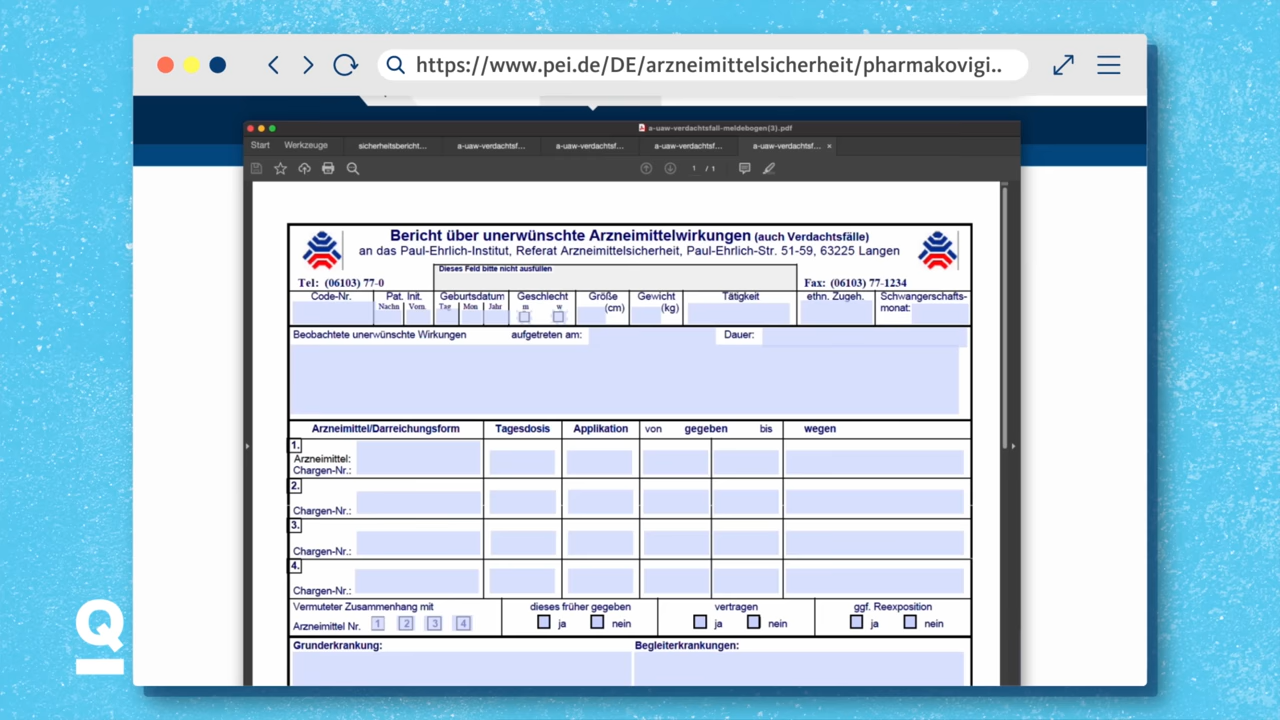 https://www.pei.de/DE/arzneimittelsicherheit/pharmakovigi..
a-uaw-verdachtsfall-meldebogen(3).pdf
Start Werkzeuge sicherheitsbericht... a-uaw-verdachtsf... a-uaw-verdachtsf... a-uaw-verdachtsf... a-uaw-verdachtsf... ×
1 / 1
Bericht über unerwünschte Arzneimittelwirkungen (auch Verdachtsfälle)
an das Paul-Ehrlich-Institut, Referat Arzneimittelsicherheit, Paul-Ehrlich-Str. 51-59, 63225 Langen
Dieses Feld bitte nicht ausfüllen
Tel: (06103) 77-0 Fax: (06103) 77-1234
Code-Nr. Pat. Init. Geburtsdatum Geschlecht Größe Gewicht Tätigkeit ethn. Zugeh. Schwangerschafts-
Nachn Vorn. Tag Mon Jahr m w (cm) (kg) monat:
Beobachtete unerwünschte Wirkungen aufgetreten am: Dauer:
Arzneimittel/Darreichungsform Tagesdosis Applikation von gegeben bis wegen
1.
Arzneimittel:
Chargen-Nr.:
2.
Chargen-Nr.:
3.
Chargen-Nr.:
4.
Chargen-Nr.:
Vermuteter Zusammenhang mit dieses früher gegeben vertragen ggf. Reexposition
Arzneimittel Nr. 1 2 3 4 ja nein ja nein ja nein
Grunderkrankung: Begleiterkrankungen:
Q